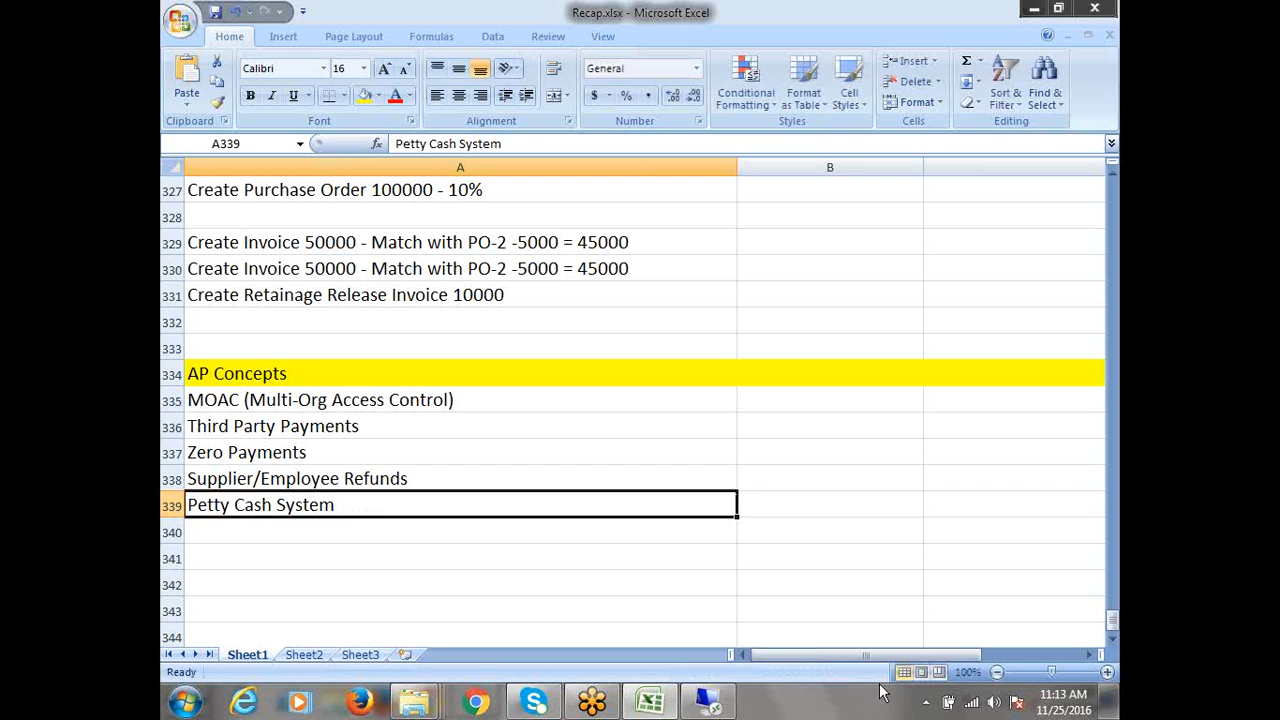 Recap.xlsx - Microsoft Excel
Home Insert Page Layout Formulas Data Review View
Paste
Clipboard
Calibri 16
B I U
Font
Alignment
General
$ % ,
Number
Conditional Formatting
Format as Table
Cell Styles
Styles
Insert
Delete
Format
Cells
Σ
Sort & Filter
Find & Select
Editing
A339 fx Petty Cash System
A B
327 Create Purchase Order 100000 - 10%
328
329 Create Invoice 50000 - Match with PO-2 -5000 = 45000
330 Create Invoice 50000 - Match with PO-2 -5000 = 45000
331 Create Retainage Release Invoice 10000
332
333
334 AP Concepts
335 MOAC (Multi-Org Access Control)
336 Third Party Payments
337 Zero Payments
338 Supplier/Employee Refunds
339 Petty Cash System
340
341
342
343
344
Sheet1 Sheet2 Sheet3
Ready 100%
11:13 AM
11/25/2016